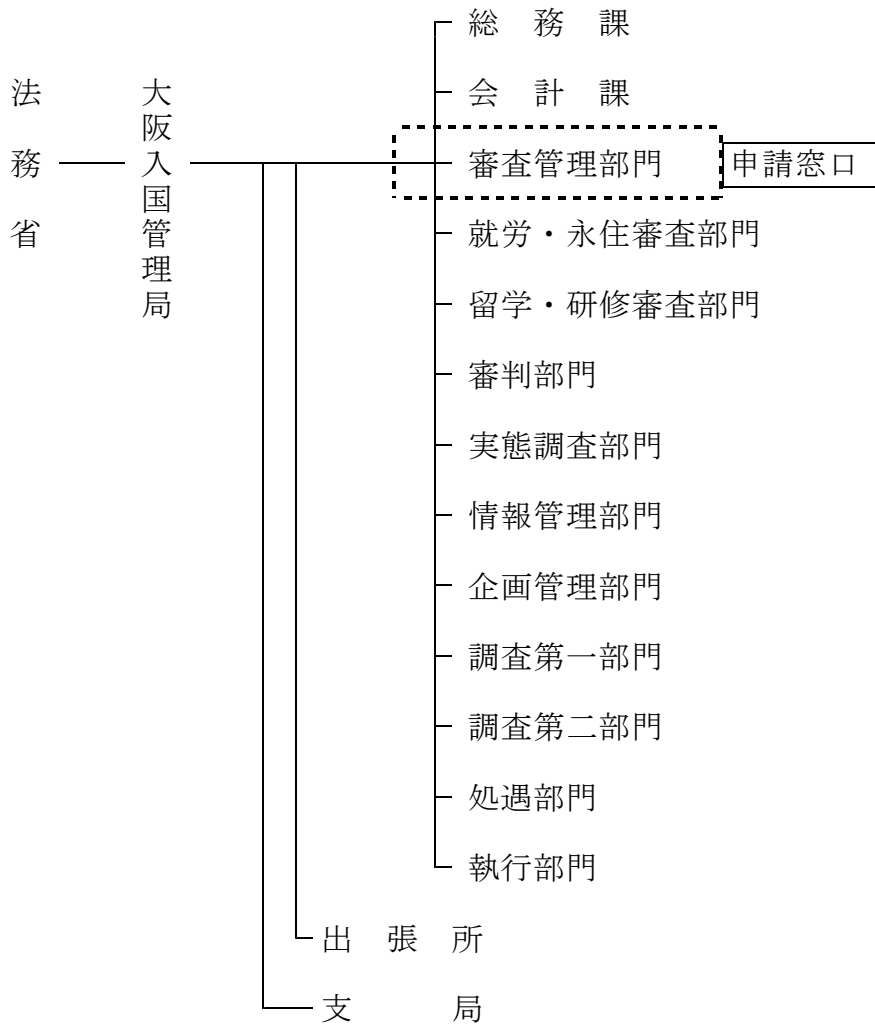 法務省
大阪入国管理局
総務課
会計課
審査管理部門
申請窓口
就労・永住審査部門
留学・研修審査部門
審判部門
実態調査部門
情報管理部門
企画管理部門
調査第一部門
調査第二部門
処遇部門
執行部門
出張所
支局